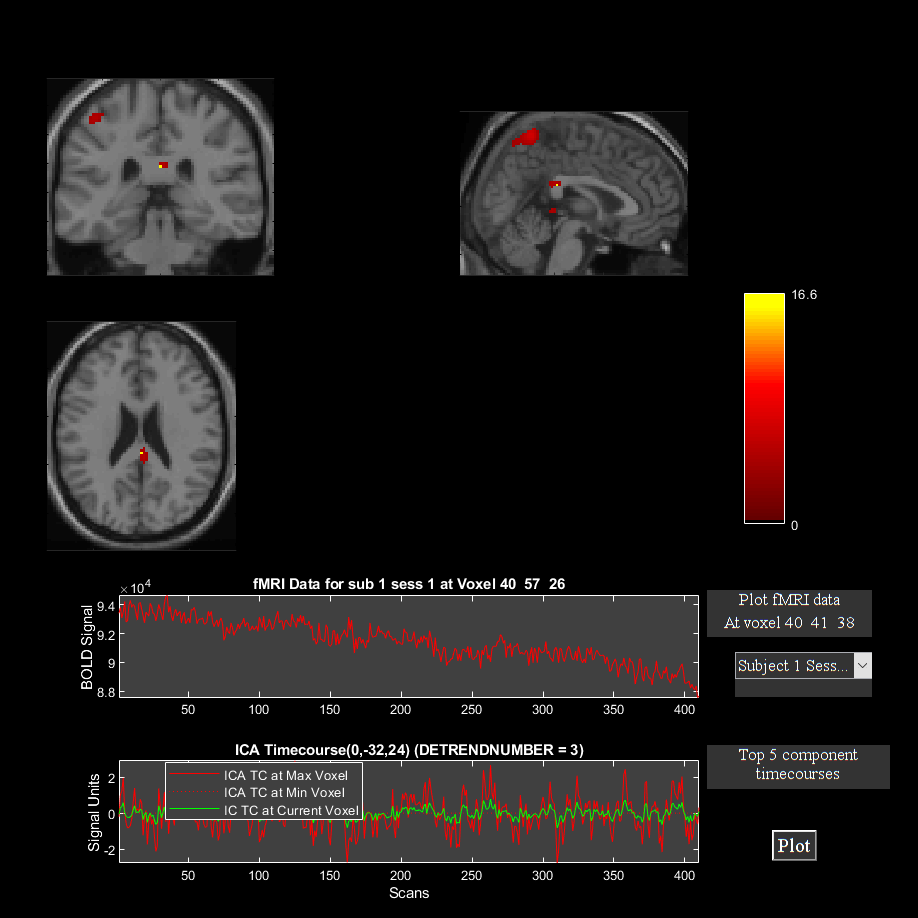 16.6
0
fMRI Data for sub 1 sess 1 at Voxel 40 57 26
×10^4
9.4
9.2
9
8.8
BOLD Signal
50 100 150 200 250 300 350 400
Plot fMRI data
At voxel 40 41 38
Subject 1 Sess...
ICA Timecourse(0,-32,24) (DETRENDNUMBER = 3)
ICA TC at Max Voxel
ICA TC at Min Voxel
IC TC at Current Voxel
2
0
-2
Signal Units
50 100 150 200 250 300 350 400
Scans
Top 5 component
timecourses
Plot